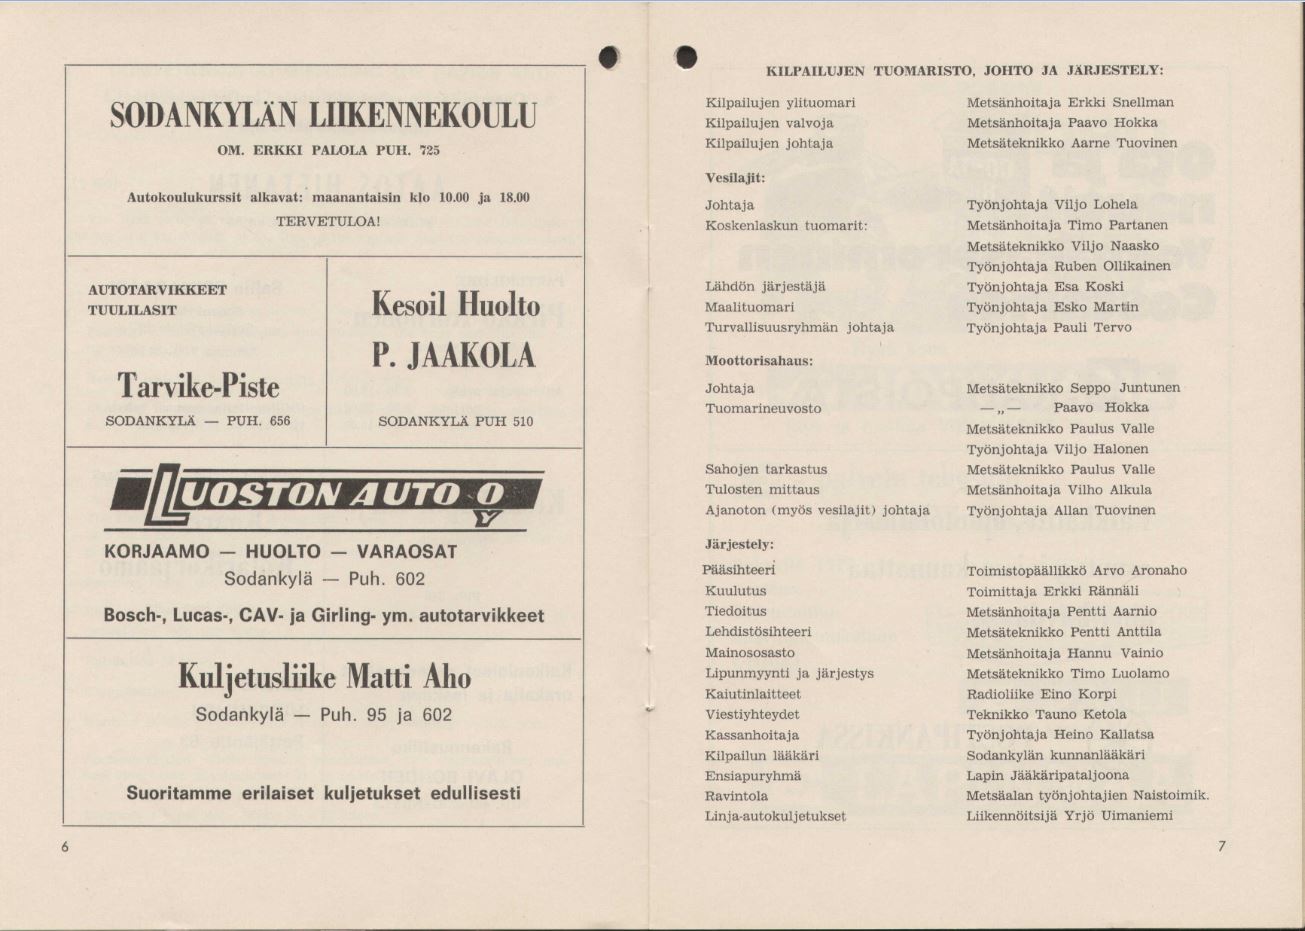 SODANKYLÄN LIIKENNEKOULU
OM. ERKKI PALOLA PUH. 725
Autokoulukurssit alkavat: maanantaisin klo 10.00 ja 18.00
TERVETULOA!
AUTOTARVIKKEET
TUULILASIT
Tarvike-Piste
SODANKYLÄ — PUH. 656
Kesoil Huolto
P. JAAKOLA
SODANKYLÄ PUH 510
LUOSTON AUTO OY
KORJAAMO — HUOLTO — VARAOSAT
Sodankylä — Puh. 602
Bosch-, Lucas-, CAV- ja Girling- ym. autotarvikkeet
Kuljetusliike Matti Aho
Sodankylä — Puh. 95 ja 602
Suoritamme erilaiset kuljetukset edullisesti
6
KILPAILUJEN TUOMARISTO, JOHTO JA JÄRJESTELY:
Kilpailujen ylituomari Metsänhoitaja Erkki Snellman
Kilpailujen valvoja Metsänhoitaja Paavo Hokka
Kilpailujen johtaja Metsäteknikko Aarne Tuovinen
Vesilajit:
Johtaja Työnjohtaja Viljo Lohela
Koskenlaskun tuomarit: Metsänhoitaja Timo Partanen
Metsäteknikko Viljo Naasko
Työnjohtaja Ruben Ollikainen
Lähdön järjestäjä Työnjohtaja Esa Koski
Maalituomari Työnjohtaja Esko Martin
Turvallisuusryhmän johtaja Työnjohtaja Pauli Tervo
Moottorisahaus:
Johtaja Metsäteknikko Seppo Juntunen
Tuomarineuvosto —„— Paavo Hokka
Metsäteknikko Paulus Valle
Työnjohtaja Viljo Halonen
Sahojen tarkastus Metsäteknikko Paulus Valle
Tulosten mittaus Metsänhoitaja Vilho Alkula
Ajanoton (myös vesilajit) johtaja Työnjohtaja Allan Tuovinen
Järjestely:
Pääsihteeri Toimistopäällikkö Arvo Aronaho
Kuulutus Toimittaja Erkki Rännäli
Tiedoitus Metsänhoitaja Pentti Aarnio
Lehdistösihteeri Metsäteknikko Pentti Anttila
Mainososasto Metsänhoitaja Hannu Vainio
Lipunmyynti ja järjestys Metsäteknikko Timo Luolamo
Kaiutinlaitteet Radioliike Eino Korpi
Viestiyhteydet Teknikko Tauno Ketola
Kassanhoitaja Työnjohtaja Heino Kallatsa
Kilpailun lääkäri Sodankylän kunnanlääkäri
Ensiapuryhmä Lapin Jääkäripataljoona
Ravintola Metsäalan työnjohtajien Naistoimik.
Linja-autokuljetukset Liikennöitsijä Yrjö Uimaniemi
7